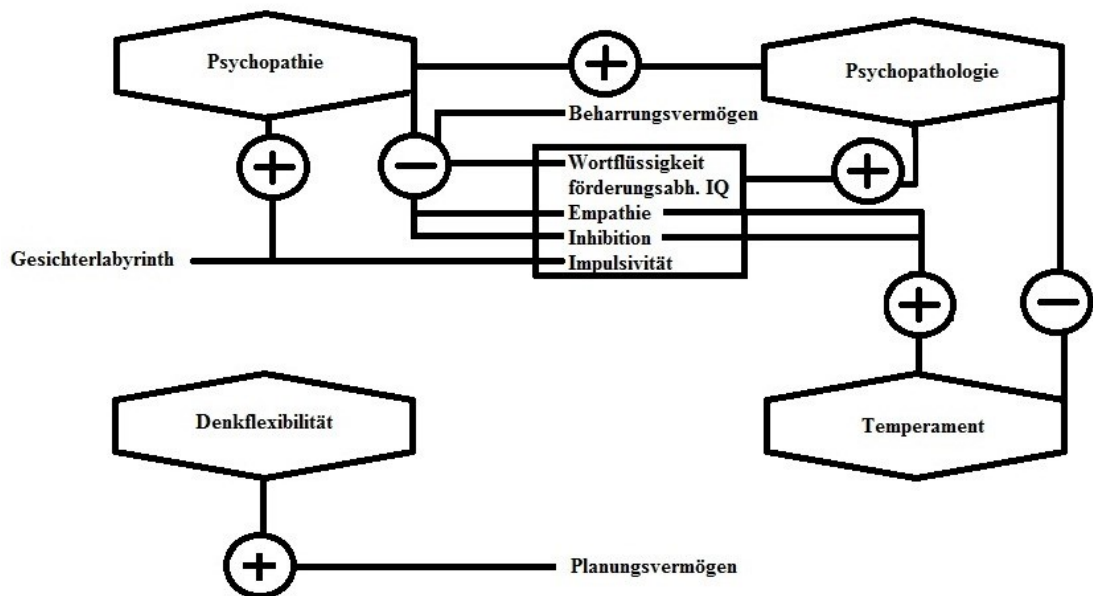 Psychopathie
Psychopathologie
Beharrungsvermögen
Wortflüssigkeit
förderungsabh. IQ
Empathie
Inhibition
Gesichterlabyrinth
Impulsivität
Denkflexibilität
Temperament
Planungsvermögen